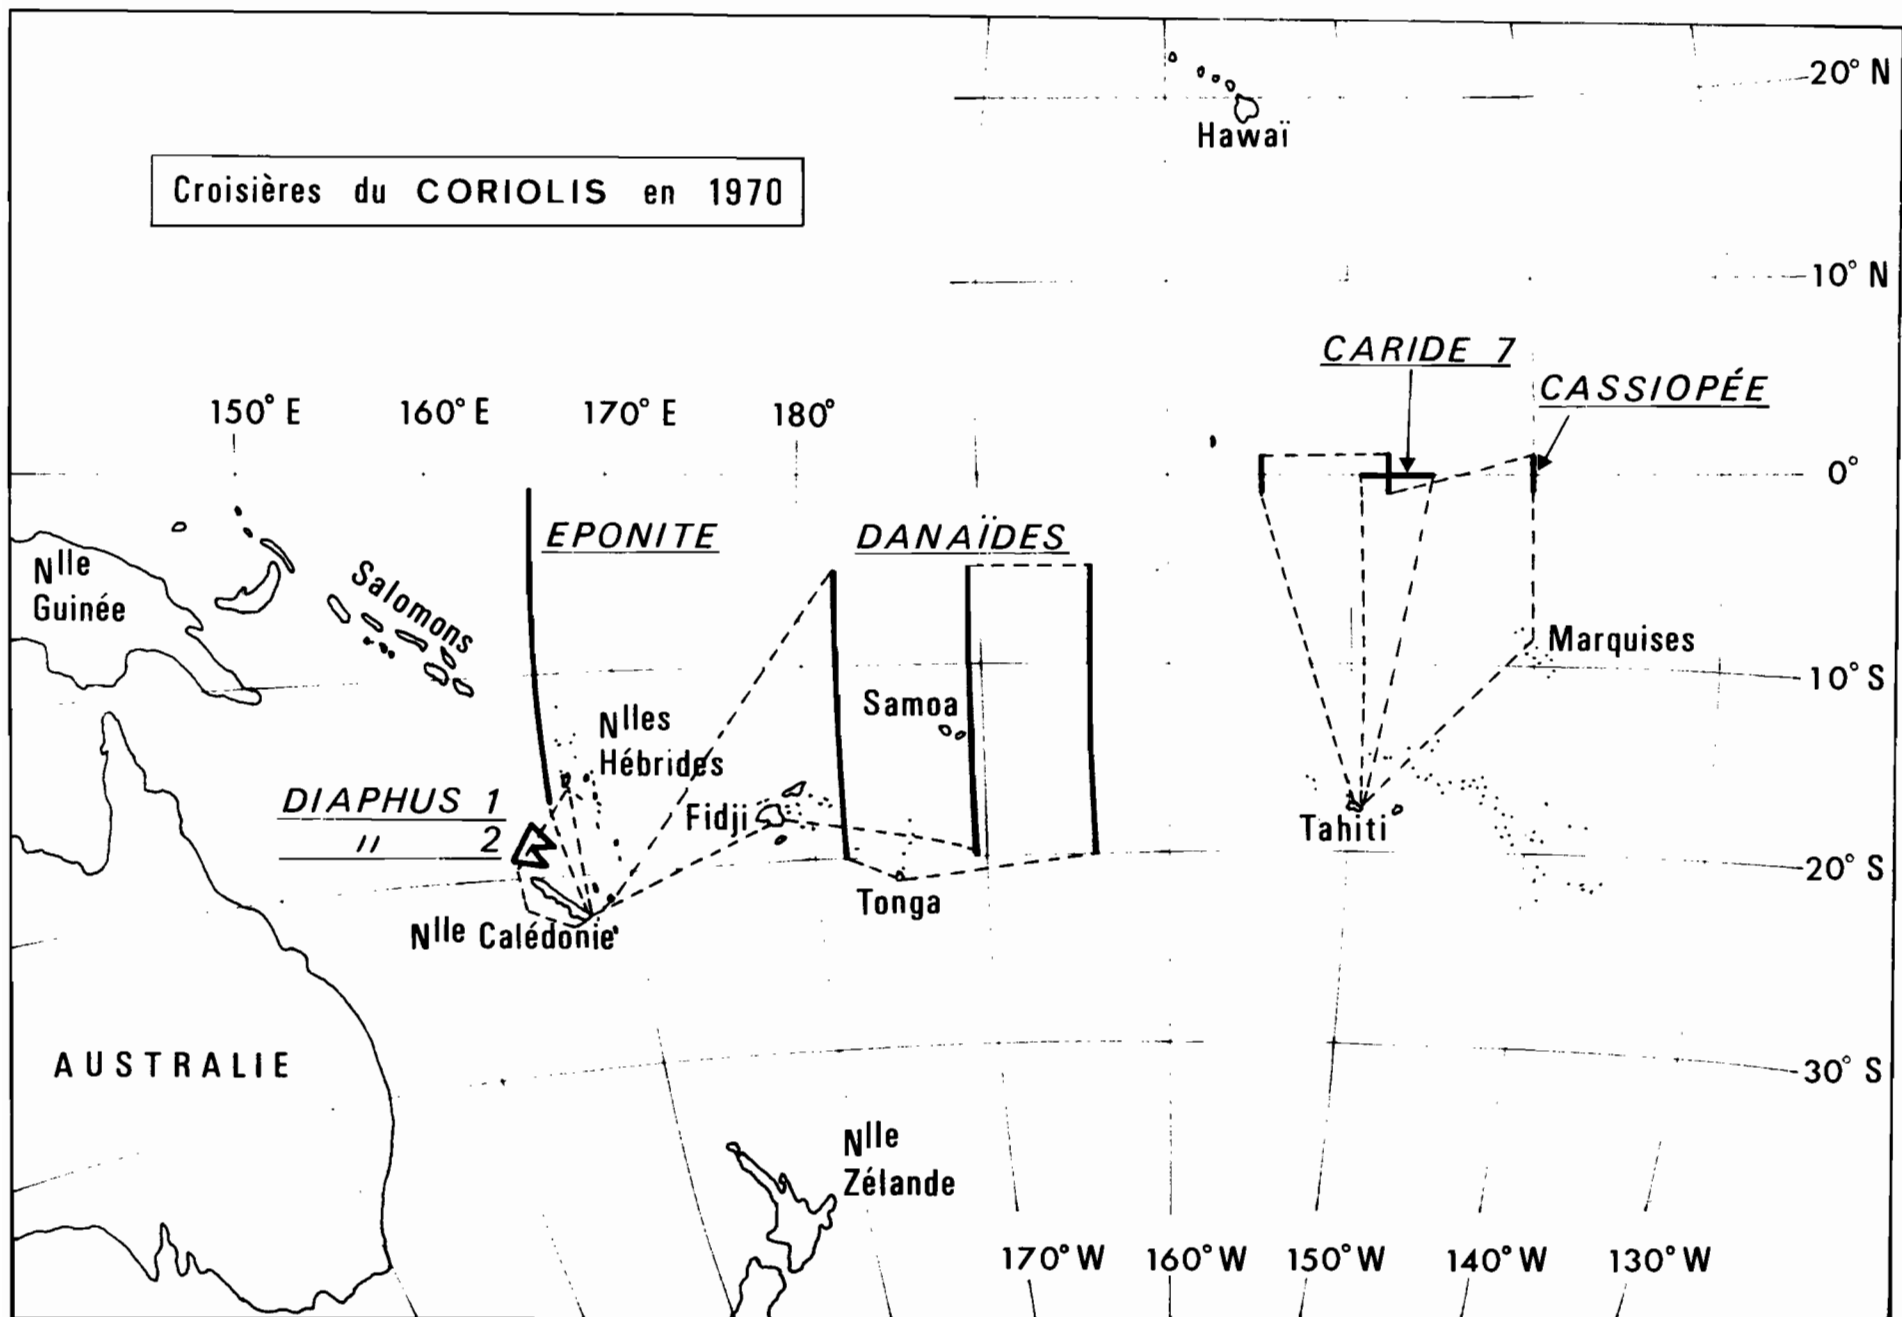 20° N
Hawaï
Croisières du CORIOLIS en 1970
10° N
CARIDE 7
CASSIOPÉE
150° E 160° E 170° E 180°
0°
EPONITE
DANAÏDES
Nlle
Guinée
Salomons
Marquises
10° S
Samoa
Nlles
Hébrides
DIAPHUS 1
" 2
Fidji
Tahiti
20° S
Tonga
Nlle Calédonie
AUSTRALIE
30° S
Nlle
Zélande
170° W 160° W 150° W 140° W 130° W